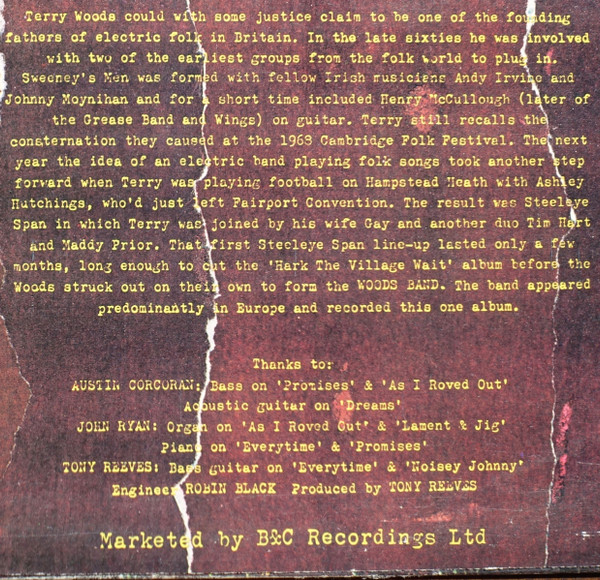 Terry Woods could with some justice claim to be one of the founding
fathers of electric folk in Britain. In the late sixties he was involved
with two of the earliest groups from the folk world to plug in.
Sweeney's Men was formed with fellow Irish musicians Andy Irvine and
Johnny Moynihan and for a short time included Henry McCullough (later of
the Grease Band and Wings) on guitar. Terry still recalls the
consternation they caused at the 1968 Cambridge Folk Festival. The next
year the idea of an electric band playing folk songs took another step
forward when Terry was playing football on Hampstead Heath with Ashley
Hutchings, who'd just left Fairport Convention. The result was Steeleye
Span in which Terry was joined by his wife Gay and another duo Tim Hart
and Maddy Prior. That first Steeleye Span line-up lasted only a few
months, long enough to cut the 'Hark The Village Wait' album before the
Woods struck out on their own to form the WOODS BAND. The band appeared
predominantly in Europe and recorded this one album.
Thanks to:
AUSTIN CORCORAN: Bass on 'Promises' & 'As I Roved Out'
Acoustic guitar on 'Dreams'
JOHN RYAN: Organ on 'As I Roved Out' & 'Lament & Jig'
Piano on 'Everytime' & 'Promises'
TONY REEVES: Bass guitar on 'Everytime' & 'Noisey Johnny'
Engineer ROBIN BLACK Produced by TONY REEVES
Marketed by B&C Recordings Ltd